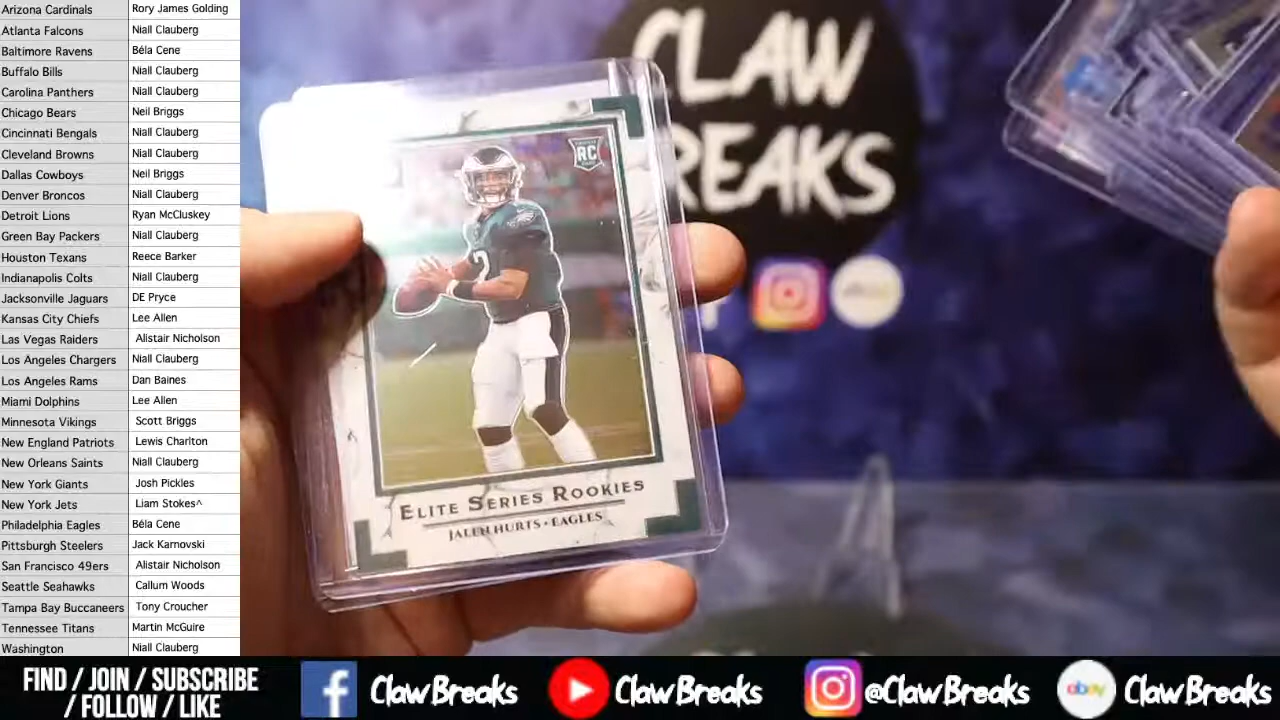 Arizona Cardinals Rory James Golding
Atlanta Falcons Niall Clauberg
Baltimore Ravens Béla Cene
Buffalo Bills Niall Clauberg
Carolina Panthers Niall Clauberg
Chicago Bears Neil Briggs
Cincinnati Bengals Niall Clauberg
Cleveland Browns Niall Clauberg
Dallas Cowboys Neil Briggs
Denver Broncos Niall Clauberg
Detroit Lions Ryan McCluskey
Green Bay Packers Niall Clauberg
Houston Texans Reece Barker
Indianapolis Colts Niall Clauberg
Jacksonville Jaguars DE Pryce
Kansas City Chiefs Lee Allen
Las Vegas Raiders Alistair Nicholson
Los Angeles Chargers Niall Clauberg
Los Angeles Rams Dan Baines
Miami Dolphins Lee Allen
Minnesota Vikings Scott Briggs
New England Patriots Lewis Charlton
New Orleans Saints Niall Clauberg
New York Giants Josh Pickles
New York Jets Liam Stokes^
Philadelphia Eagles Béla Cene
Pittsburgh Steelers Jack Karnovski
San Francisco 49ers Alistair Nicholson
Seattle Seahawks Callum Woods
Tampa Bay Buccaneers Tony Croucher
Tennessee Titans Martin McGuire
Washington Niall Clauberg
CLAW
REAKS
ebay
RC
2
ELITE SERIES ROOKIES
JALEN HURTS • EAGLES
FIND / JOIN / SUBSCRIBE
/ FOLLOW / LIKE
f ClawBreaks
ClawBreaks
@ClawBreaks
ebay ClawBreaks